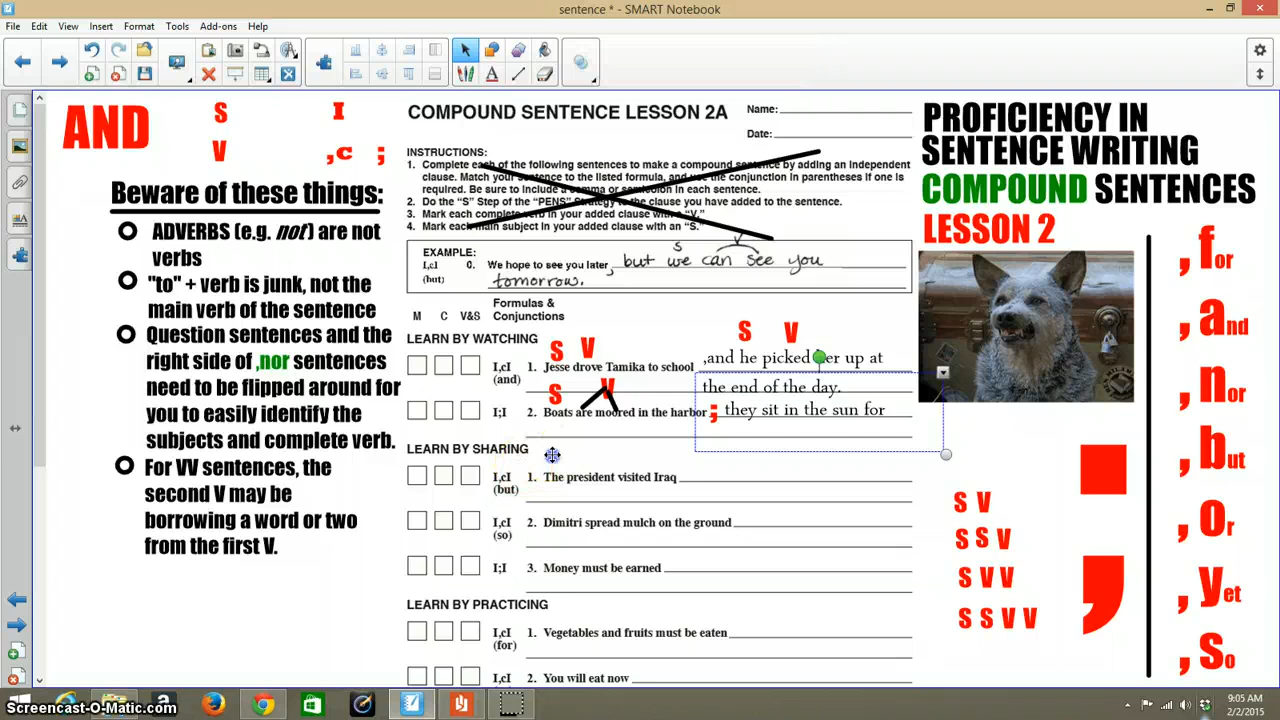 sentence * - SMART Notebook
File Edit View Insert Format Tools Add-ons Help
AND
S
V
I
,c ;
Beware of these things:
ADVERBS (e.g. not) are not
verbs
"to" + verb is junk, not the
main verb of the sentence
Question sentences and the
right side of ,nor sentences
need to be flipped around for
you to easily identify the
subjects and complete verb.
For VV sentences, the
second V may be
borrowing a word or two
from the first V.
COMPOUND SENTENCE LESSON 2A
Name:
Date:
INSTRUCTIONS:
1. Complete each of the following sentences to make a compound sentence by adding an independent
clause. Match your sentence to the listed formula, and use the conjunction in parentheses if one is
required. Be sure to include a comma or semicolon in each sentence.
2. Do the "S" Step of the "PENS" Strategy to the clause you have added to the sentence.
3. Mark each complete verb in your added clause with a "V."
4. Mark each main subject in your added clause with an "S."
EXAMPLE:
S V
I,cI 0. We hope to see you later, but we can see you
(but) tomorrow.
Formulas &
M C V&S Conjunctions
LEARN BY WATCHING
S V S V
I,cI 1. Jesse drove Tamika to school ,and he picked her up at
(and)
the end of the day.
S V
I;I 2. Boats are moored in the harbor ; they sit in the sun for
LEARN BY SHARING
I,cI 1. The president visited Iraq
(but)
I,cI 2. Dimitri spread mulch on the ground
(so)
I;I 3. Money must be earned
LEARN BY PRACTICING
I,cI 1. Vegetables and fruits must be eaten
(for)
I,cI 2. You will eat now
PROFICIENCY IN
SENTENCE WRITING
COMPOUND SENTENCES
LESSON 2
, for
, and
, nor
, but
, or
, yet
, so
S V
S S V
S V V
S S V V
.
,
Screencast-O-Matic.com
9:05 AM
2/2/2015